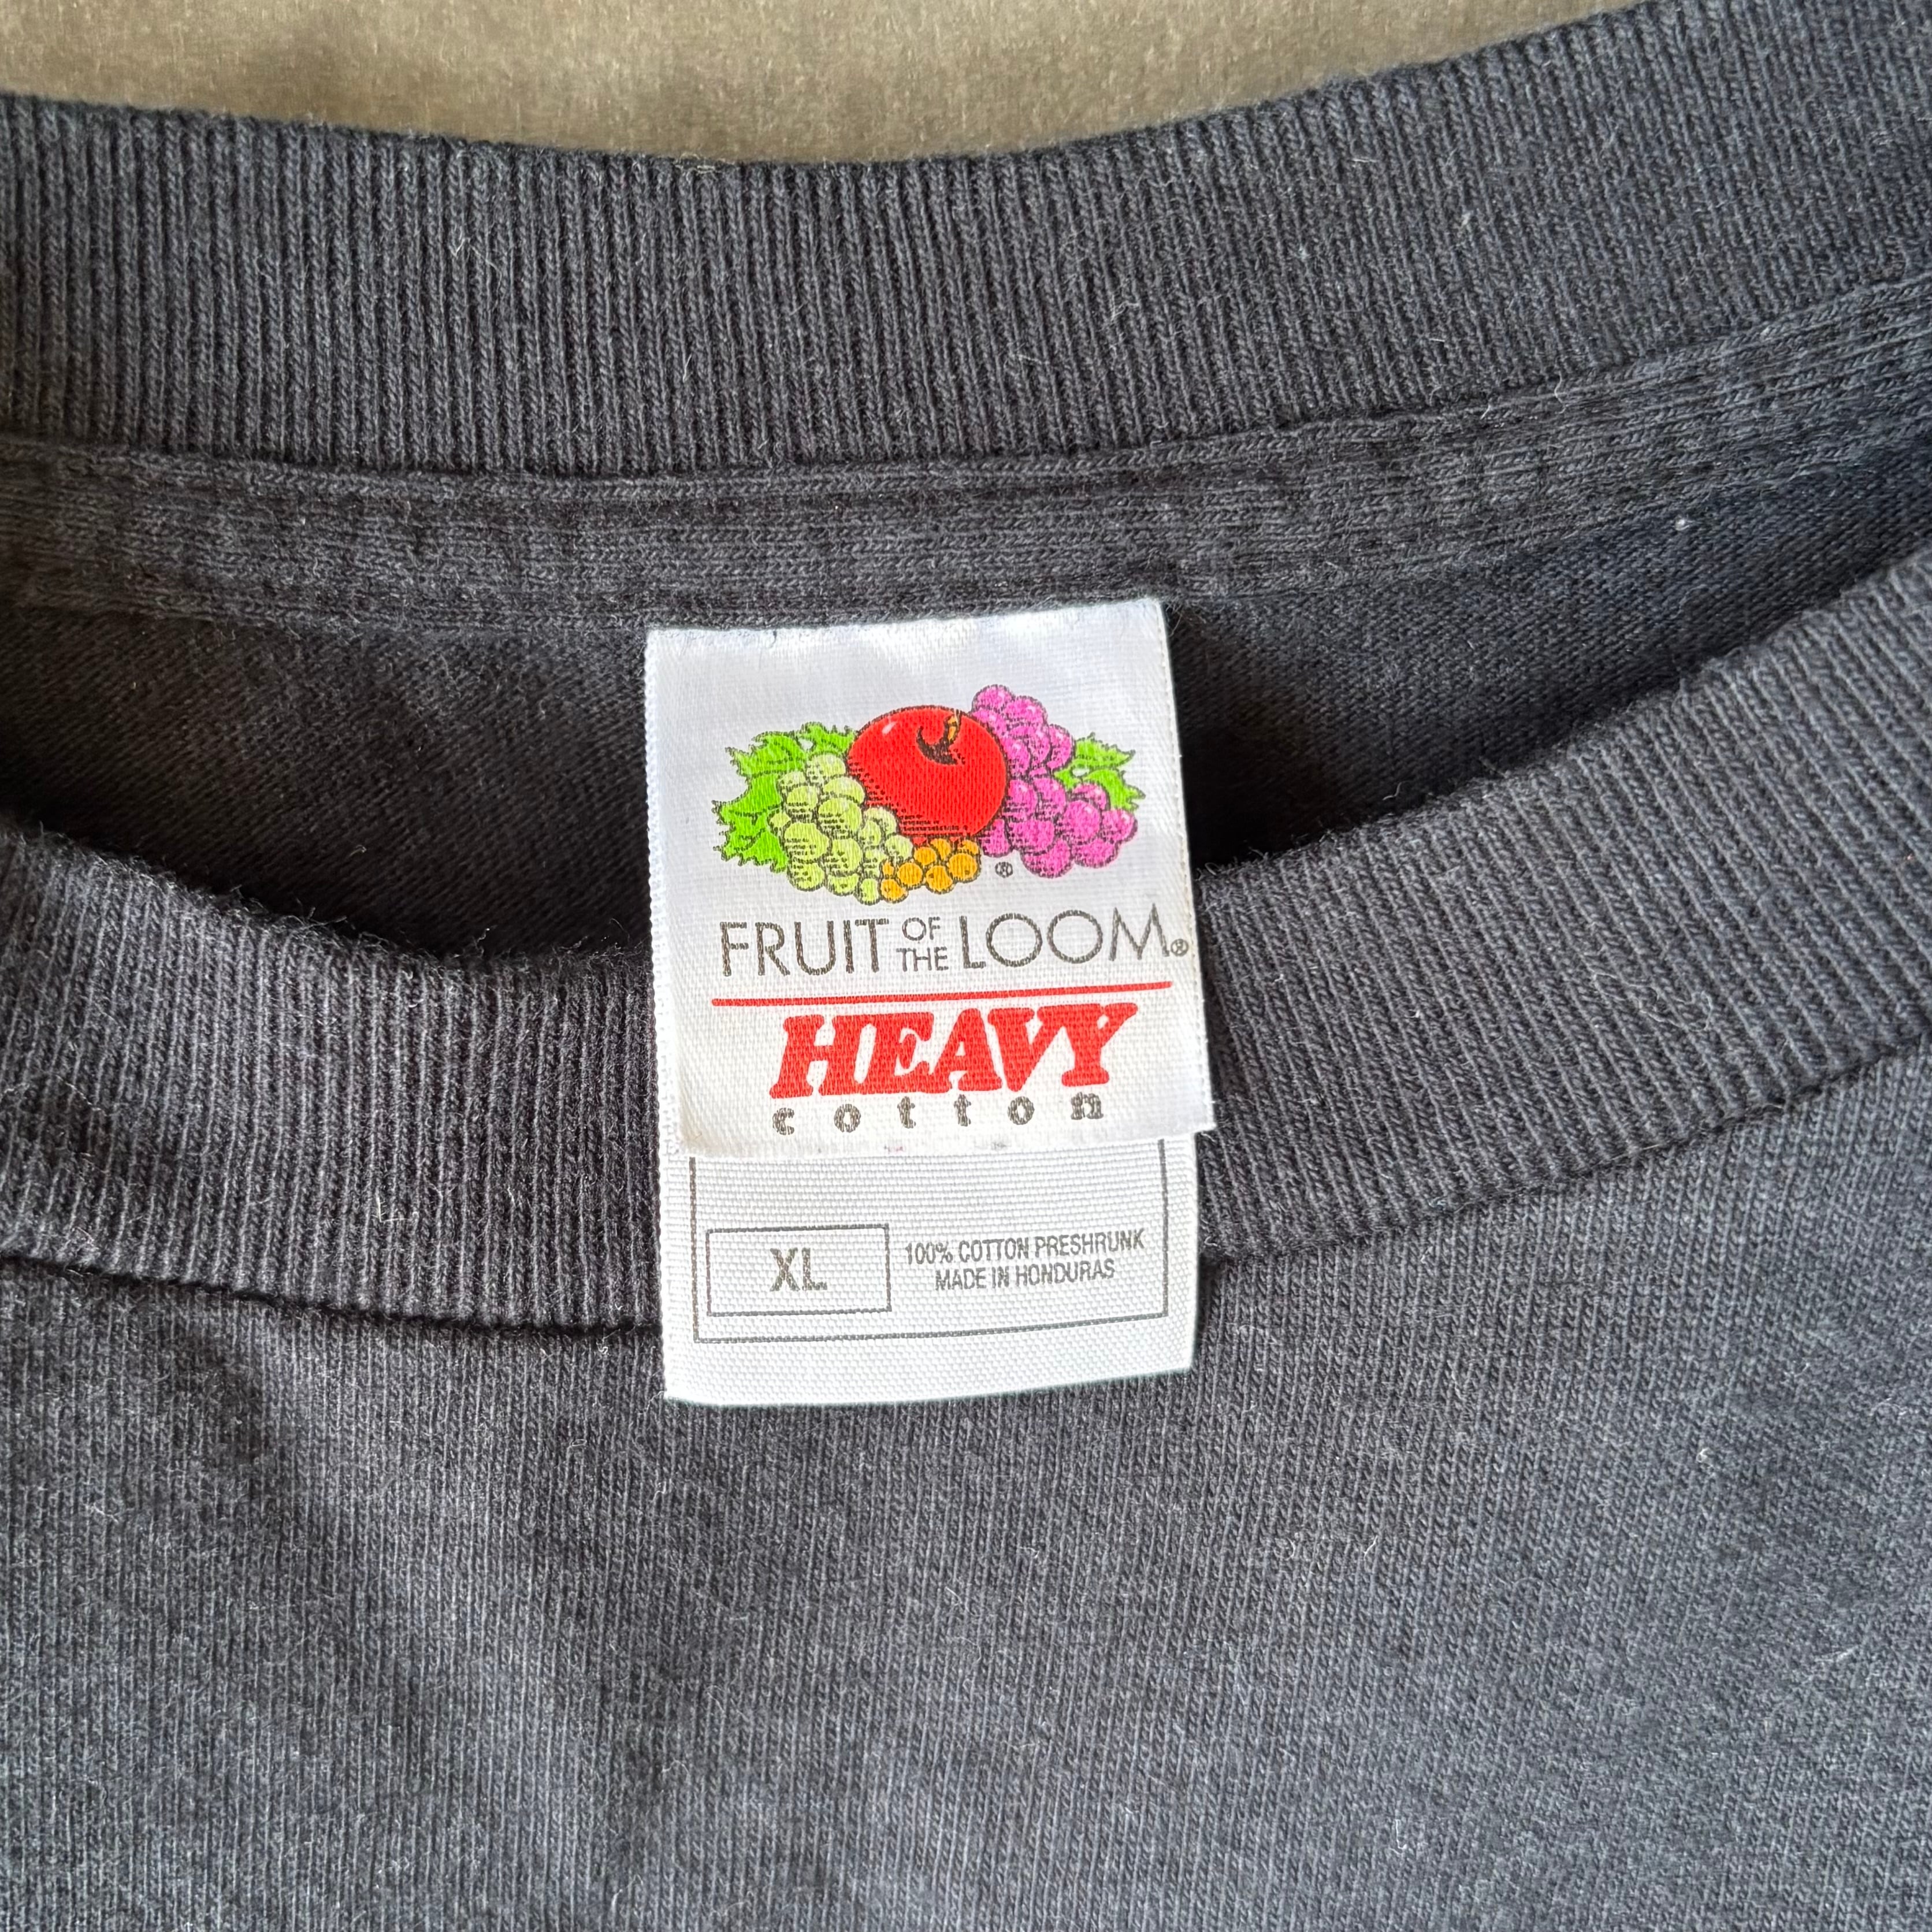 ®
FRUIT OF THE LOOM®
HEAVY
cotton
XL
100% COTTON PRESHRUNK
MADE IN HONDURAS